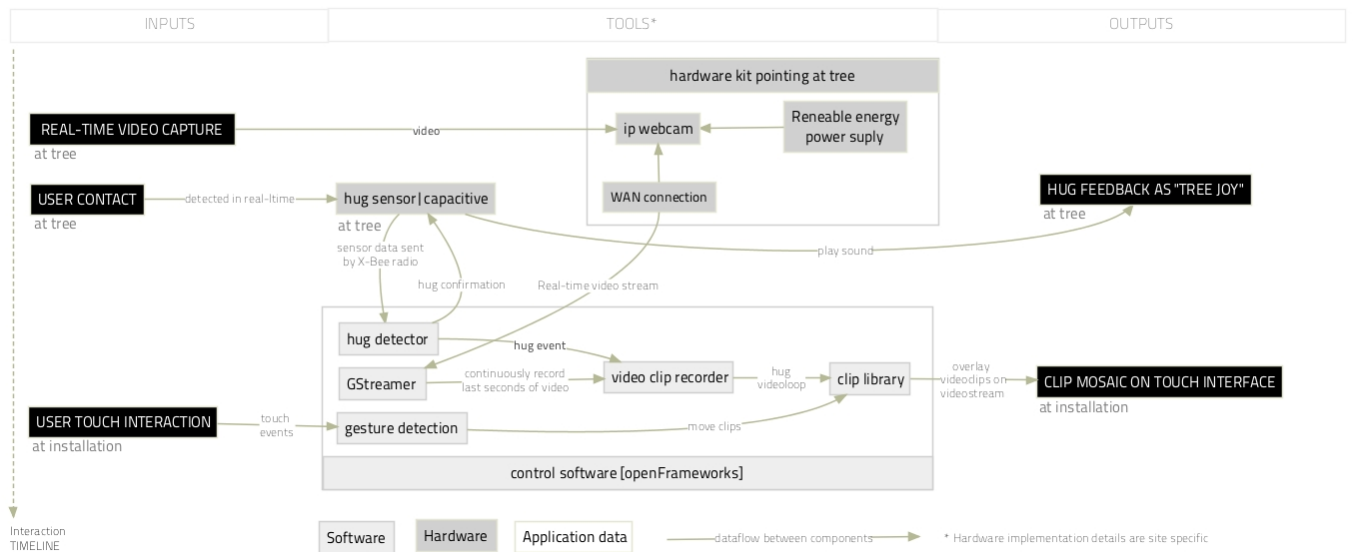 INPUTS
TOOLS*
OUTPUTS
hardware kit pointing at tree
REAL-TIME VIDEO CAPTURE
at tree
video
ip webcam
Reneable energy
power suply
USER CONTACT
at tree
detected in real-ltime
hug sensor|capacitive
at tree
WAN connection
HUG FEEDBACK AS "TREE JOY"
at tree
sensor data sent
by X-Bee radio
hug confirmation
Real-time video stream
play sound
hug detector
hug event
GStreamer
continuously record
last seconds of video
video clip recorder
hug
videoloop
clip library
overlay
videoclips on
videostream
CLIP MOSAIC ON TOUCH INTERFACE
at installation
USER TOUCH INTERACTION
at installation
touch
events
gesture detection
move clips
control software [openFrameworks]
Interaction
TIMELINE
Software
Hardware
Application data
dataflow between components
* Hardware implementation details are site specific